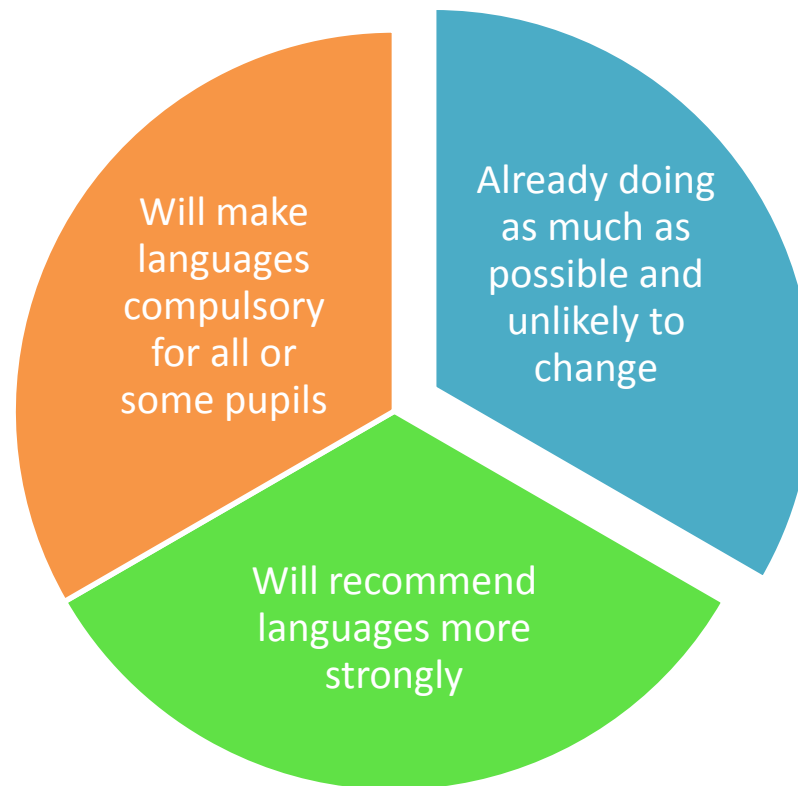 Will make
languages
compulsory
for all or
some pupils
Already doing
as much as
possible and
unlikely to
change
Will recommend
languages more
strongly